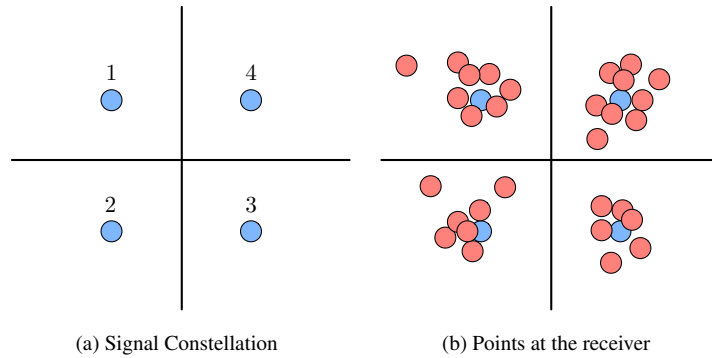 1
4
2
3
(a) Signal Constellation
(b) Points at the receiver